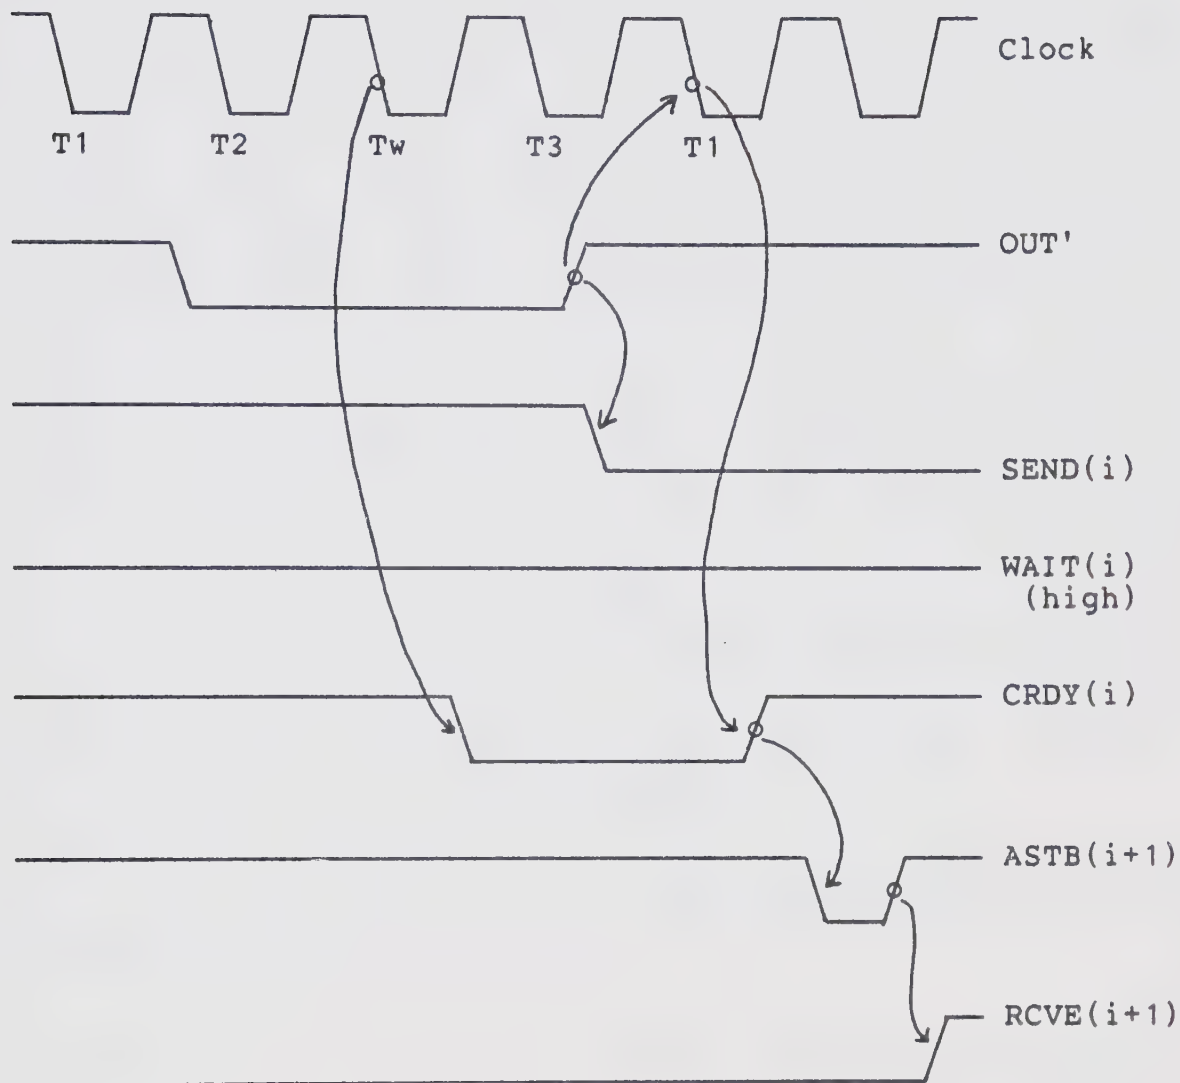 Clock
T1 T2 Tw T3 T1
OUT'
SEND(i)
WAIT(i)
(high)
CRDY(i)
ASTB(i+1)
RCVE(i+1)